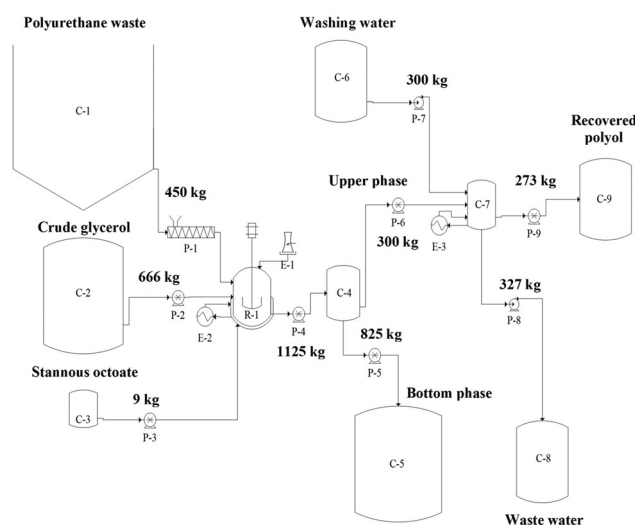 Polyurethane waste
Washing water
C-1
C-6
300 kg
P-7
Recovered
polyol
450 kg
Upper phase
C-7
273 kg
C-9
P-6
P-9
Crude glycerol
P-1
300 kg
E-3
E-1
666 kg
C-2
P-2
R-1
C-4
327 kg
E-2
P-4
P-8
1125 kg
825 kg
Stannous octoate
P-5
9 kg
Bottom phase
C-3
P-3
C-5
C-8
Waste water